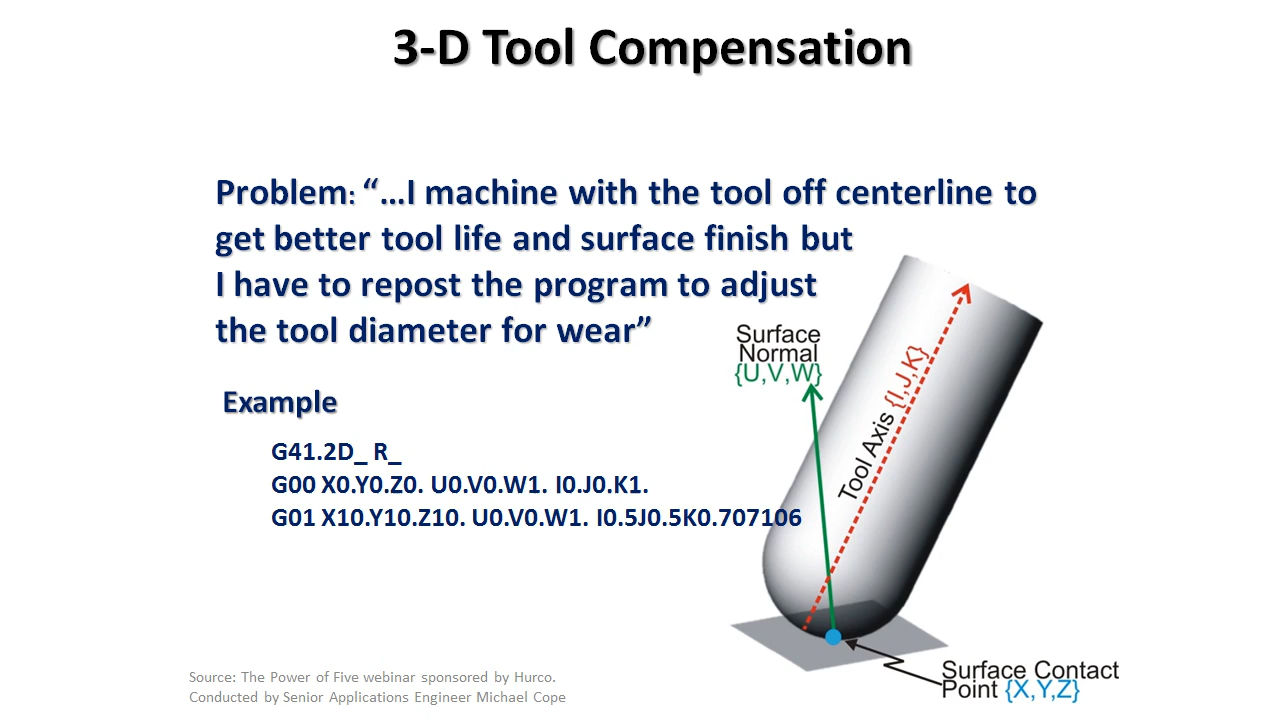 3-D Tool Compensation
Problem: “...I machine with the tool off centerline to
get better tool life and surface finish but
I have to repost the program to adjust
the tool diameter for wear”
Surface
Normal
{U,V,W}
Tool Axis {I,J,K}
Example
G41.2D_ R_
G00 X0.Y0.Z0. U0.V0.W1. I0.J0.K1.
G01 X10.Y10.Z10. U0.V0.W1. I0.5J0.5K0.707106
Surface Contact
Point {X,Y,Z}
Source: The Power of Five webinar sponsored by Hurco.
Conducted by Senior Applications Engineer Michael Cope